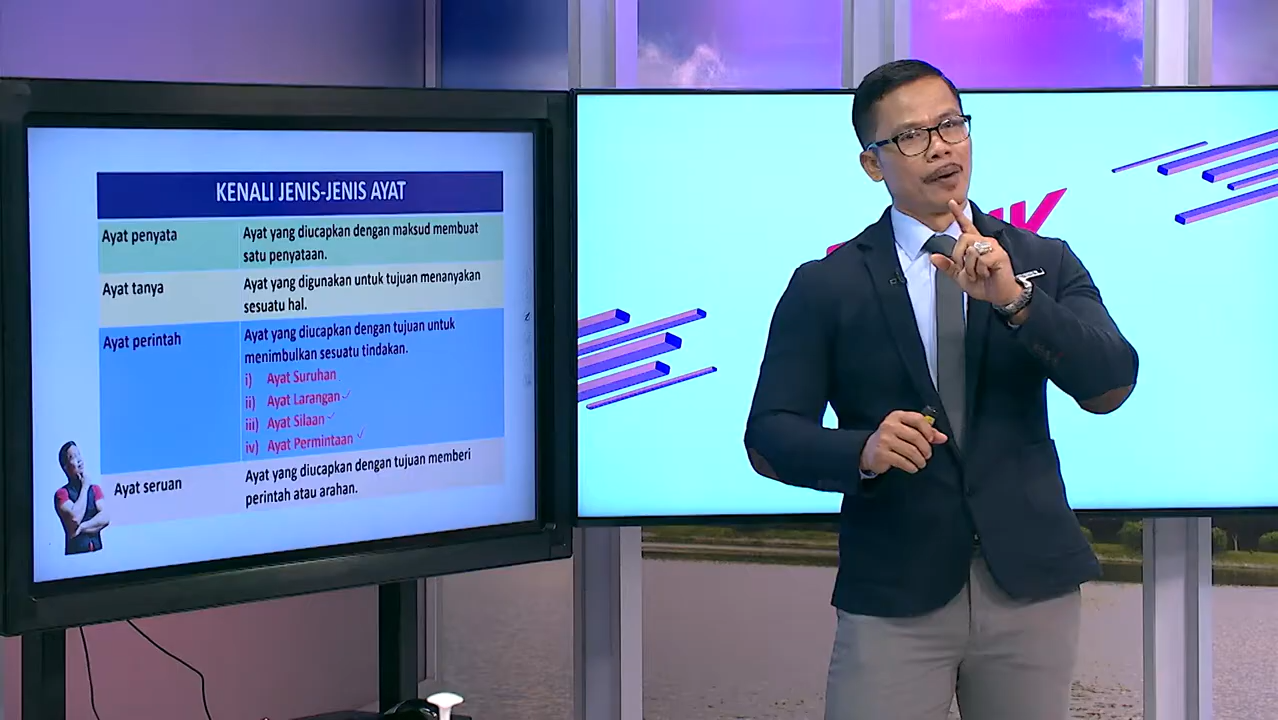 KENALI JENIS-JENIS AYAT
Ayat penyata
Ayat yang diucapkan dengan maksud membuat
satu penyataan.
Ayat tanya
Ayat yang digunakan untuk tujuan menanyakan
sesuatu hal.
Ayat perintah
Ayat yang diucapkan dengan tujuan untuk
menimbulkan sesuatu tindakan.
i) Ayat Suruhan
ii) Ayat Larangan ✓
iii) Ayat Silaan ✓
iv) Ayat Permintaan ✓
Ayat seruan
Ayat yang diucapkan dengan tujuan memberi
perintah atau arahan.